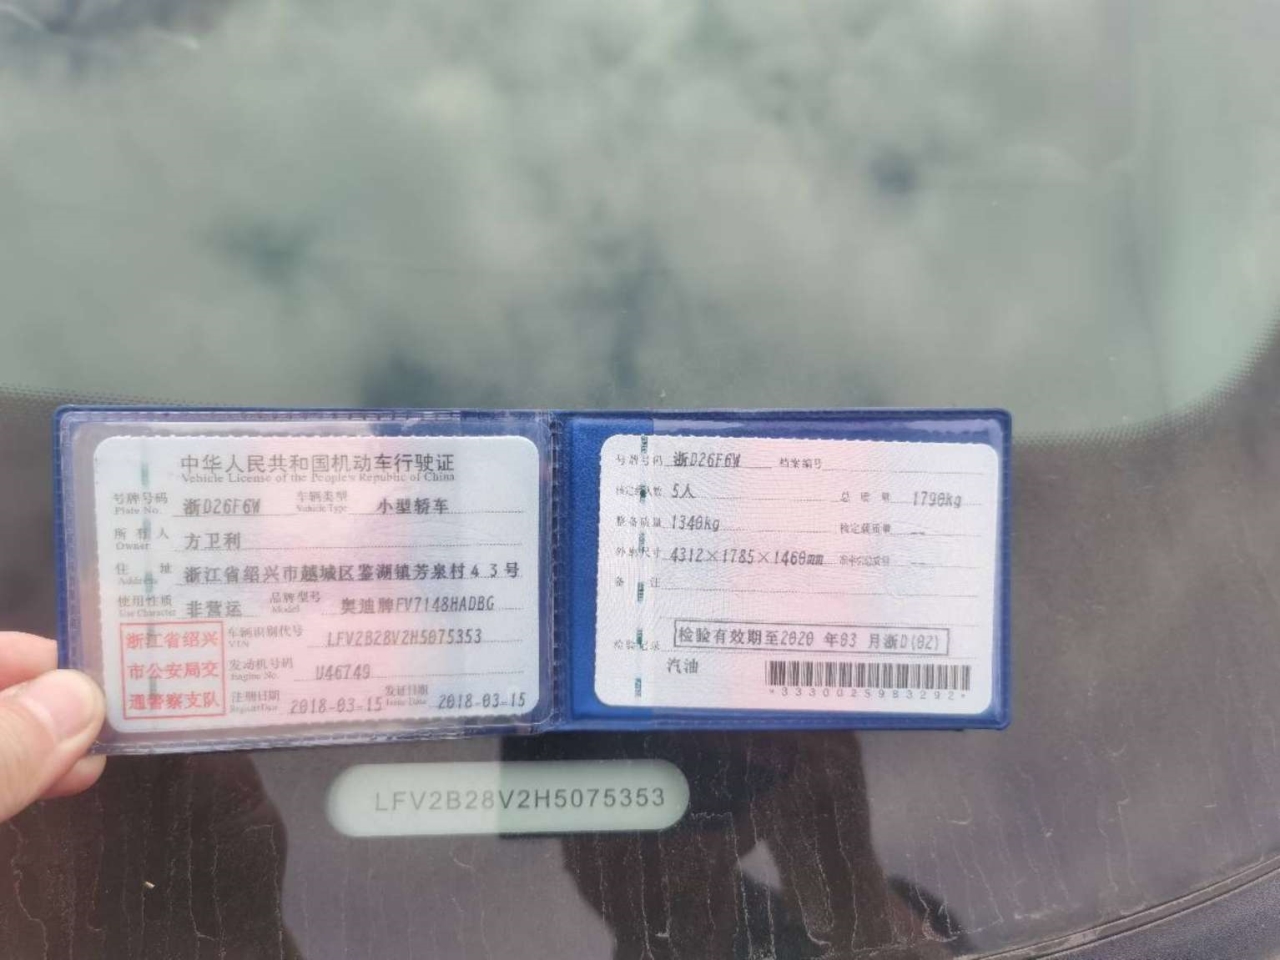 中华人民共和国机动车行驶证
Vehicle License of the People's Republic of China
号牌号码 浙D26F6W 车辆类型 小型轿车
Plate No. Vehicle Type
所有人 方卫利
Owner
住址 浙江省绍兴市越城区鉴湖镇芳泉村43号
Address
使用性质 非营运 品牌型号 奥迪牌FV7148HADBG
Use Character Model
浙江省绍兴
市公安局交
通警察支队
车辆识别代号 LFV2B28V2H5075353
VIN
发动机号码 U46749
Engine No.
注册日期 2018-03-15 发证日期 2018-03-15
Register Date Issue Date
号牌号码 浙D26F6W 档案编号
核定载人数 5人 总质量 1790kg
整备质量 1340kg 核定载质量 --
外廓尺寸 4312×1785×1460mm 准牵引总质量 --
备注
检验记录 检验有效期至2020年03月浙D(02)
汽油
*3330025983292*
LFV2B28V2H5075353